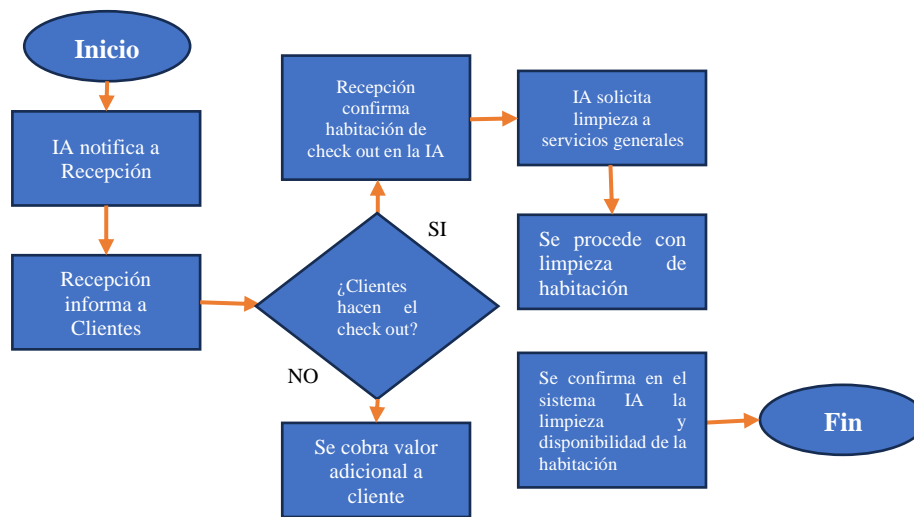 Inicio
IA notifica a
Recepción
Recepción
informa a
Clientes
Recepción
confirma
habitación de
check out en la IA
SI
¿Clientes
hacen el
check out?
NO
Se cobra valor
adicional a
cliente
IA solicita
limpieza a
servicios generales
Se procede con
limpieza de
habitación
Se confirma en el
sistema IA la
limpieza y
disponibilidad de la
habitación
Fin